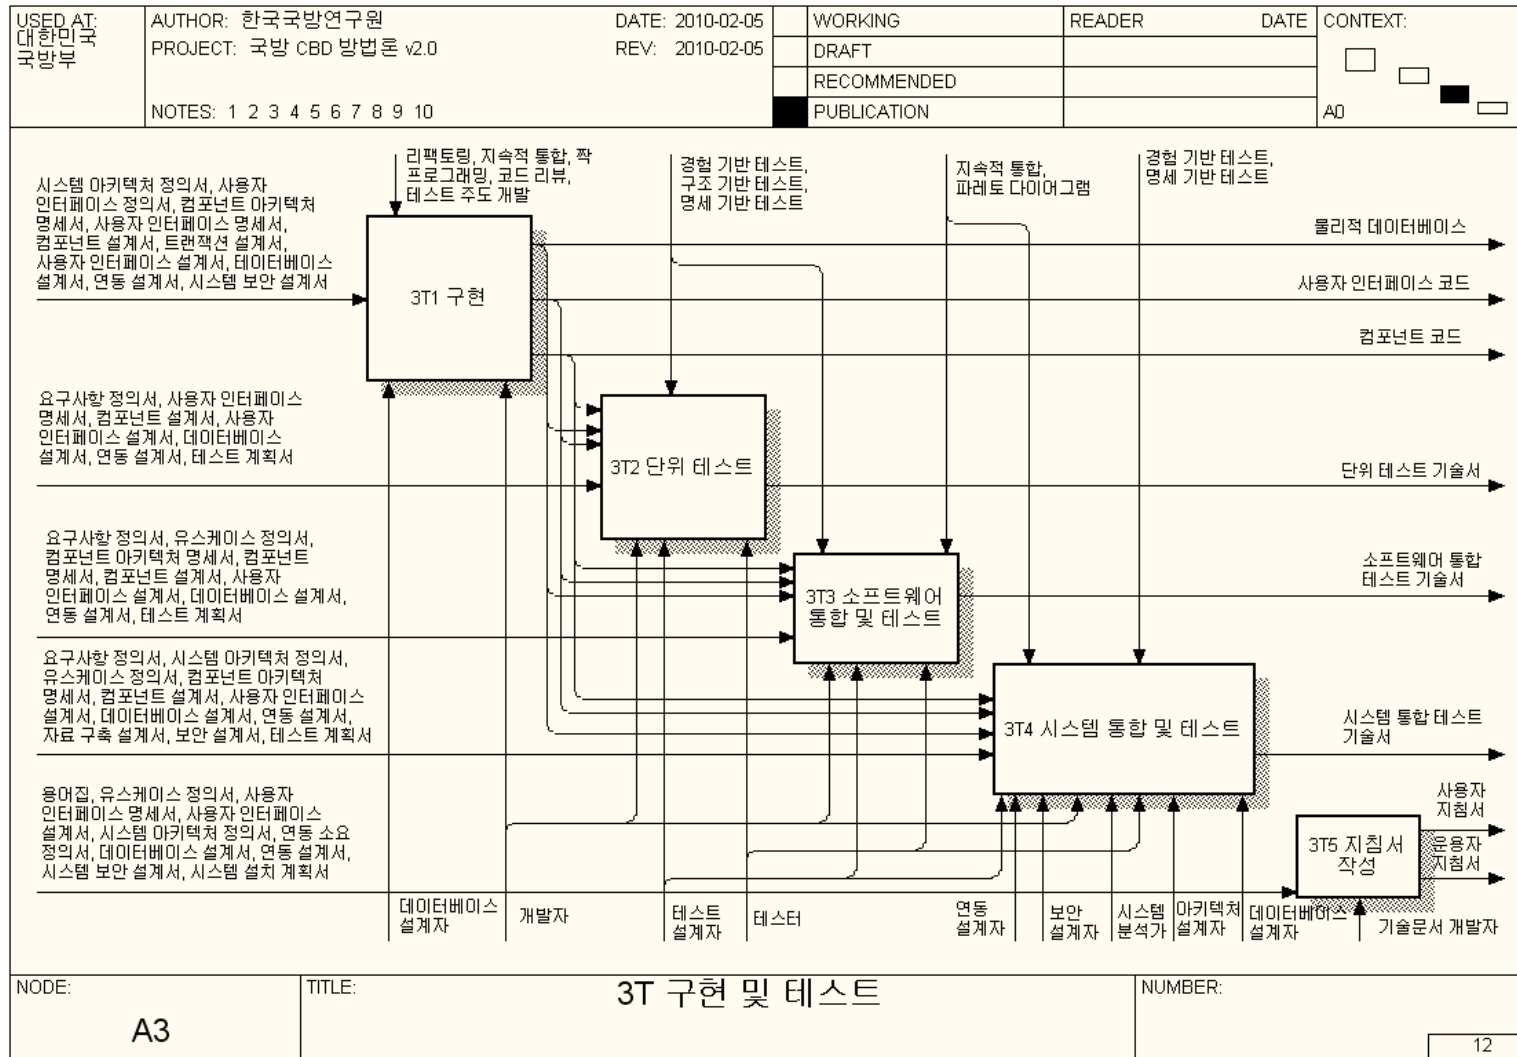 USED AT:
대한민국
국방부
AUTHOR: 한국국방연구원
DATE: 2010-02-05
PROJECT: 국방 CBD 방법론 v2.0
REV: 2010-02-05
NOTES: 1 2 3 4 5 6 7 8 9 10
WORKING
DRAFT
RECOMMENDED
PUBLICATION
READER
DATE
CONTEXT:
A0
리팩토링, 지속적 통합, 짝
프로그래밍, 코드 리뷰,
테스트 주도 개발
경험 기반 테스트,
구조 기반 테스트,
명세 기반 테스트
지속적 통합,
파레토 다이어그램
경험 기반 테스트,
명세 기반 테스트
시스템 아키텍처 정의서, 사용자
인터페이스 정의서, 컴포넌트 아키텍처
명세서, 사용자 인터페이스 명세서,
컴포넌트 설계서, 트랜잭션 설계서,
사용자 인터페이스 설계서, 데이터베이스
설계서, 연동 설계서, 시스템 보안 설계서
3T1 구현
물리적 데이터베이스
사용자 인터페이스 코드
컴포넌트 코드
요구사항 정의서, 사용자 인터페이스
명세서, 컴포넌트 설계서, 사용자
인터페이스 설계서, 데이터베이스
설계서, 연동 설계서, 테스트 계획서
3T2 단위 테스트
단위 테스트 기술서
요구사항 정의서, 유스케이스 정의서,
컴포넌트 아키텍처 명세서, 컴포넌트
명세서, 컴포넌트 설계서, 사용자
인터페이스 설계서, 데이터베이스 설계서,
연동 설계서, 테스트 계획서
3T3 소프트웨어
통합 및 테스트
소프트웨어 통합
테스트 기술서
요구사항 정의서, 시스템 아키텍처 정의서,
유스케이스 정의서, 컴포넌트 아키텍처
명세서, 컴포넌트 설계서, 사용자 인터페이스
설계서, 데이터베이스 설계서, 연동 설계서,
자료 구축 설계서, 보안 설계서, 테스트 계획서
3T4 시스템 통합 및 테스트
시스템 통합 테스트
기술서
용어집, 유스케이스 정의서, 사용자
인터페이스 명세서, 사용자 인터페이스
설계서, 시스템 아키텍처 정의서, 연동 소요
정의서, 데이터베이스 설계서, 연동 설계서,
시스템 보안 설계서, 시스템 설치 계획서
3T5 지침서
작성
사용자
지침서
운용자
지침서
데이터베이스
설계자
개발자
테스트
설계자
테스터
연동
설계자
보안
설계자
시스템
분석가
아키텍처
설계자
데이터베이스
설계자
기술문서 개발자
NODE:
A3
TITLE:
3T 구현 및 테스트
NUMBER:
12